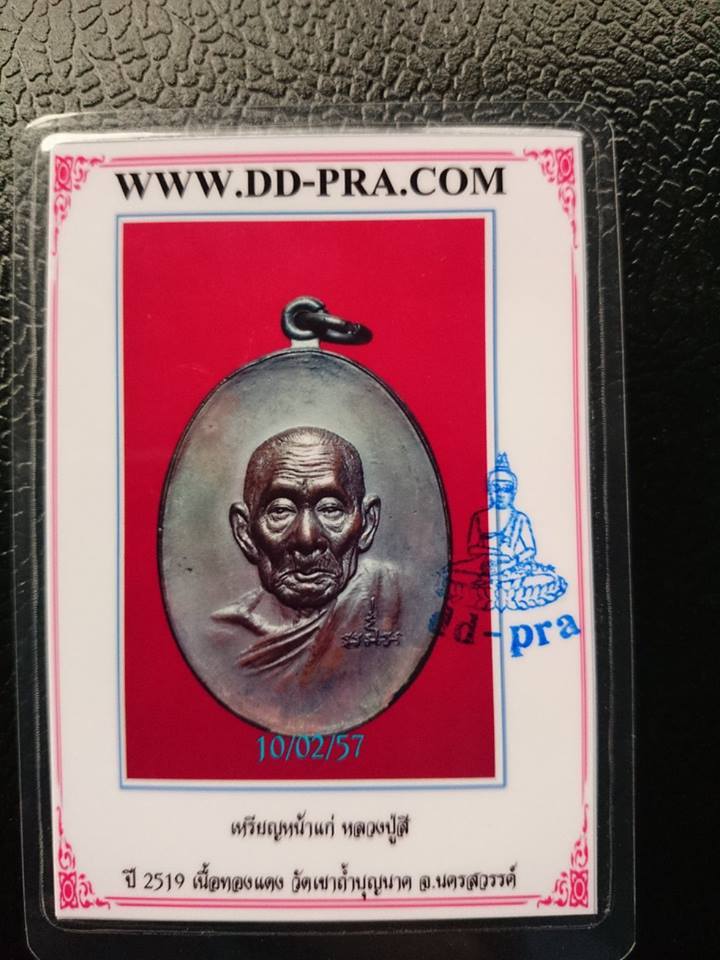 WWW.DD-PRA.COM
-pra
10/02/57
เหรียญหน้าแก่ หลวงปู่สี
ปี 2519 เนื้อทองแดง วัดเขาถ้ำบุญนาค จ.นครสวรรค์